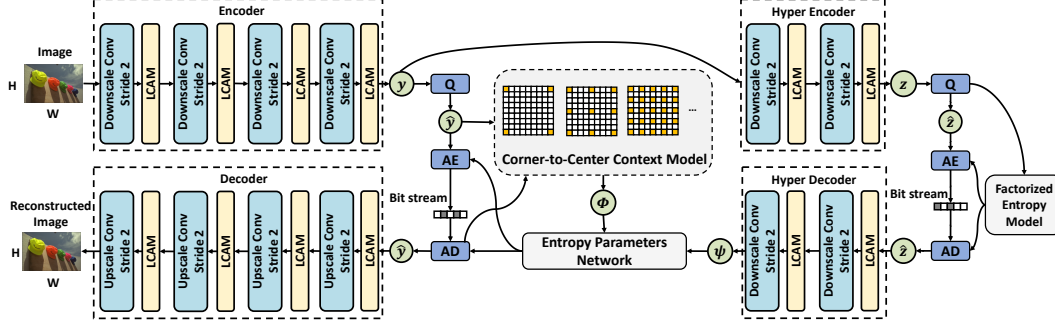 Encoder
Hyper Encoder
Image
H
W
Downscale Conv
Stride 2
LCAM
Downscale Conv
Stride 2
LCAM
Downscale Conv
Stride 2
LCAM
Downscale Conv
Stride 2
LCAM
y
Q
ŷ
AE
Bit stream
AD
ŷ
...
Corner-to-Center Context Model
Φ
Entropy Parameters
Network
ψ
Downscale Conv
Stride 2
LCAM
Downscale Conv
Stride 2
LCAM
z
Q
ẑ
AE
Bit stream
AD
ẑ
Factorized
Entropy
Model
Decoder
Reconstructed
Image
H
W
Upscale Conv
Stride 2
LCAM
Upscale Conv
Stride 2
LCAM
Upscale Conv
Stride 2
LCAM
Upscale Conv
Stride 2
LCAM
Hyper Decoder
Downscale Conv
Stride 2
LCAM
Downscale Conv
Stride 2
LCAM